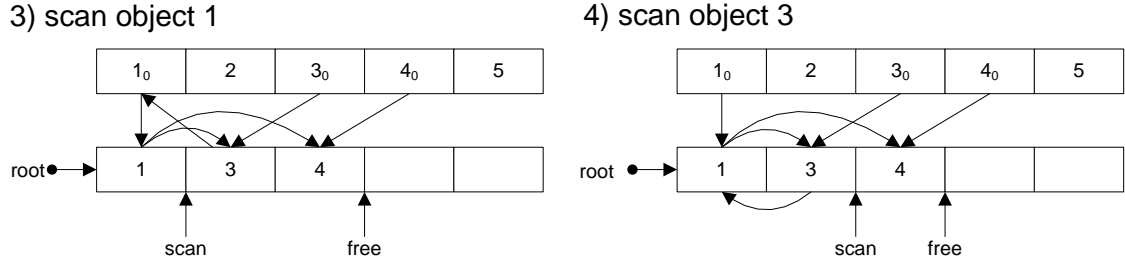 3) scan object 1
1₀ 2 3₀ 4₀ 5
root 1 3 4
scan free
4) scan object 3
1₀ 2 3₀ 4₀ 5
root 1 3 4
scan free